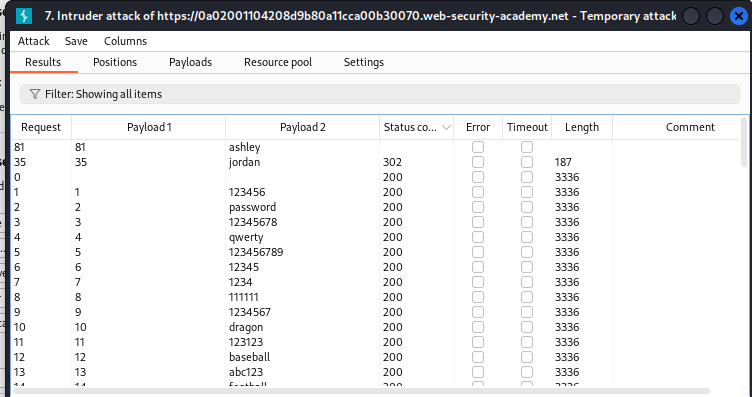 7. Intruder attack of https://0a02001104208d9b80a11cca00b30070.web-security-academy.net - Temporary attack
Attack Save Columns
Results Positions Payloads Resource pool Settings
Filter: Showing all items
Request Payload 1 Payload 2 Status co... Error Timeout Length Comment
81 81 ashley
35 35 jordan 302 187
0 200 3336
1 1 123456 200 3336
2 2 password 200 3336
3 3 12345678 200 3336
4 4 qwerty 200 3336
5 5 123456789 200 3336
6 6 12345 200 3336
7 7 1234 200 3336
8 8 111111 200 3336
9 9 1234567 200 3336
10 10 dragon 200 3336
11 11 123123 200 3336
12 12 baseball 200 3336
13 13 abc123 200 3336
14 14 football 200 3336